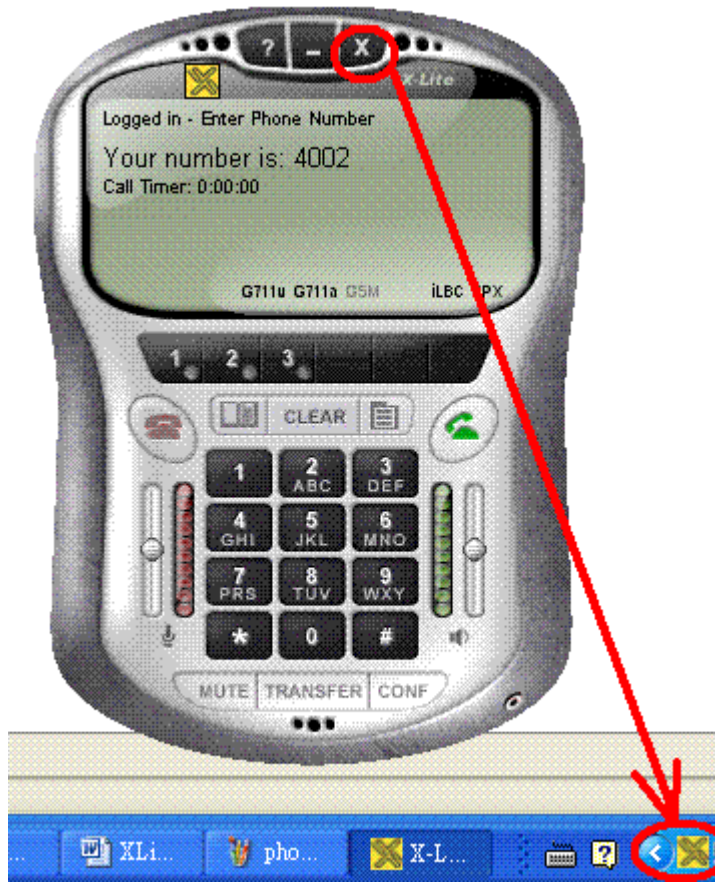 ? – X
X-Lite
Logged in - Enter Phone Number
Your number is: 4002
Call Timer: 0:00:00
G711u G711a GSM iLBC SPX
1 2 3
CLEAR
1 2 3
ABC DEF
4 5 6
GHI JKL MNO
7 8 9
PRS TUV WXY
* 0 #
MUTE TRANSFER CONF
... XLi... pho... X-L... ?